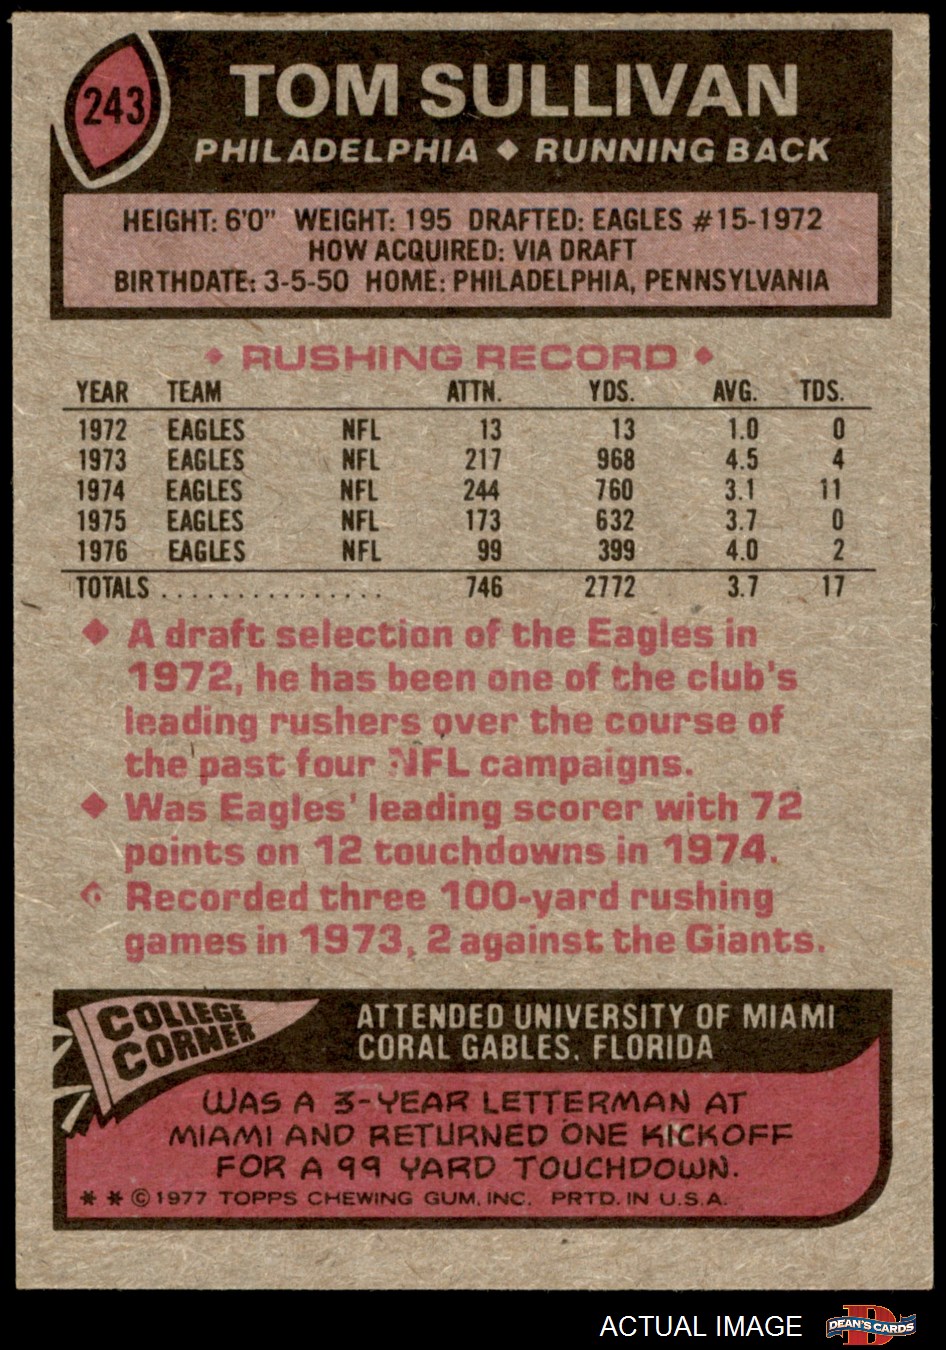 243
TOM SULLIVAN
PHILADELPHIA ◆ RUNNING BACK
HEIGHT: 6'0" WEIGHT: 195 DRAFTED: EAGLES #15-1972
HOW ACQUIRED: VIA DRAFT
BIRTHDATE: 3-5-50 HOME: PHILADELPHIA, PENNSYLVANIA
◆ RUSHING RECORD ◆
YEAR TEAM ATTN. YDS. AVG. TDS.
1972 EAGLES NFL 13 13 1.0 0
1973 EAGLES NFL 217 968 4.5 4
1974 EAGLES NFL 244 760 3.1 11
1975 EAGLES NFL 173 632 3.7 0
1976 EAGLES NFL 99 399 4.0 2
TOTALS . . . . . . . . . . . . . . . 746 2772 3.7 17
◆ A draft selection of the Eagles in
1972, he has been one of the club's
leading rushers over the course of
the past four NFL campaigns.
◆ Was Eagles' leading scorer with 72
points on 12 touchdowns in 1974.
◆ Recorded three 100-yard rushing
games in 1973, 2 against the Giants.
COLLEGE
CORNER
ATTENDED UNIVERSITY OF MIAMI
CORAL GABLES, FLORIDA
WAS A 3-YEAR LETTERMAN AT
MIAMI AND RETURNED ONE KICKOFF
FOR A 99 YARD TOUCHDOWN.
* * © 1977 TOPPS CHEWING GUM, INC. PRTD. IN U.S.A.
ACTUAL IMAGE
DEAN'S CARDS